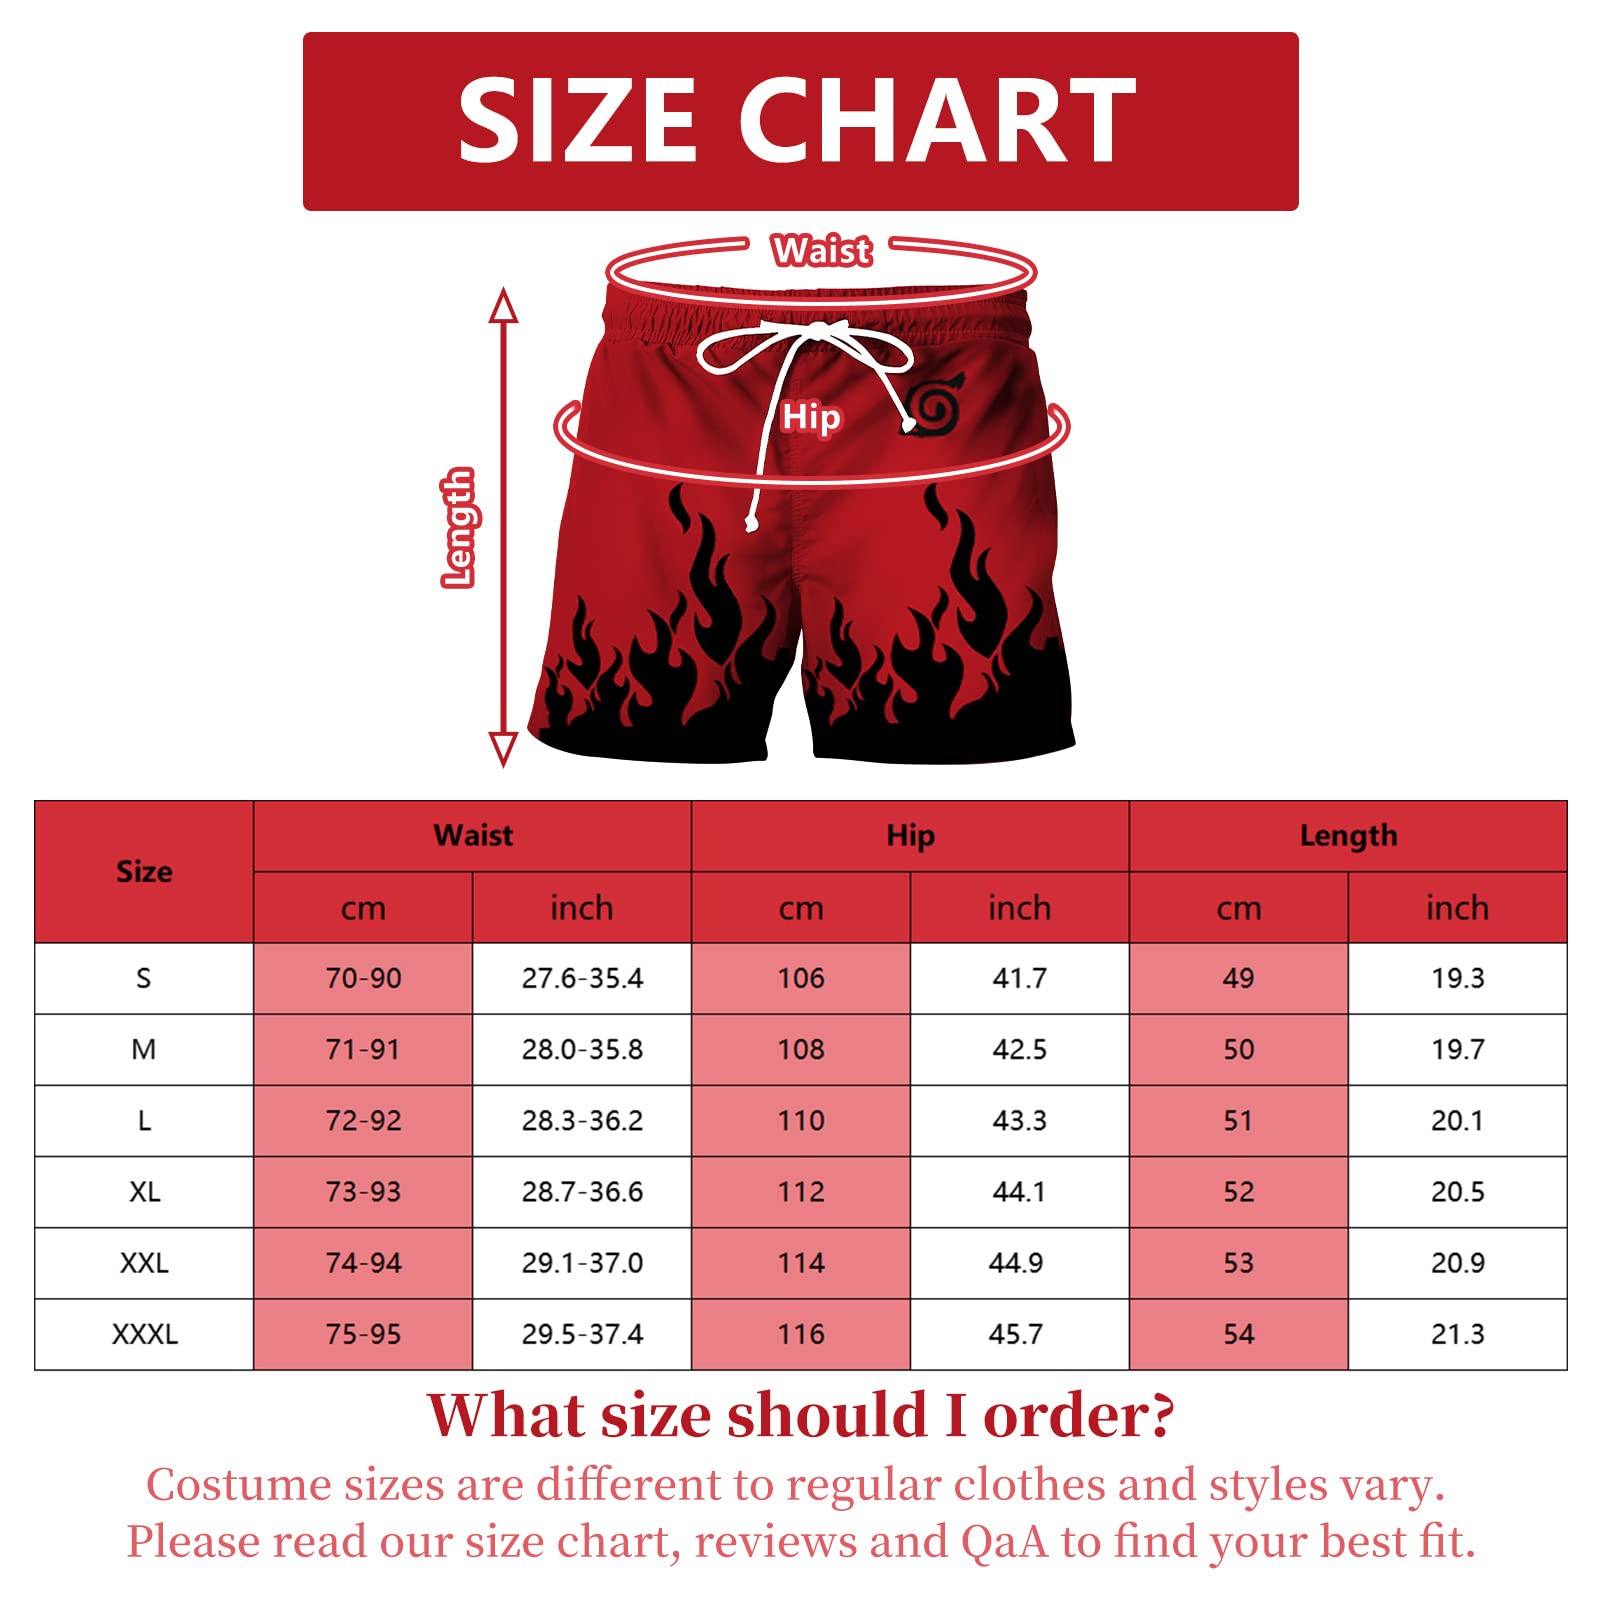 SIZE CHART
Waist
Hip
Length
Size Waist Hip Length
cm inch cm inch cm inch
S 70-90 27.6-35.4 106 41.7 49 19.3
M 71-91 28.0-35.8 108 42.5 50 19.7
L 72-92 28.3-36.2 110 43.3 51 20.1
XL 73-93 28.7-36.6 112 44.1 52 20.5
XXL 74-94 29.1-37.0 114 44.9 53 20.9
XXXL 75-95 29.5-37.4 116 45.7 54 21.3
What size should I order?
Costume sizes are different to regular clothes and styles vary.
Please read our size chart, reviews and QaA to find your best fit.